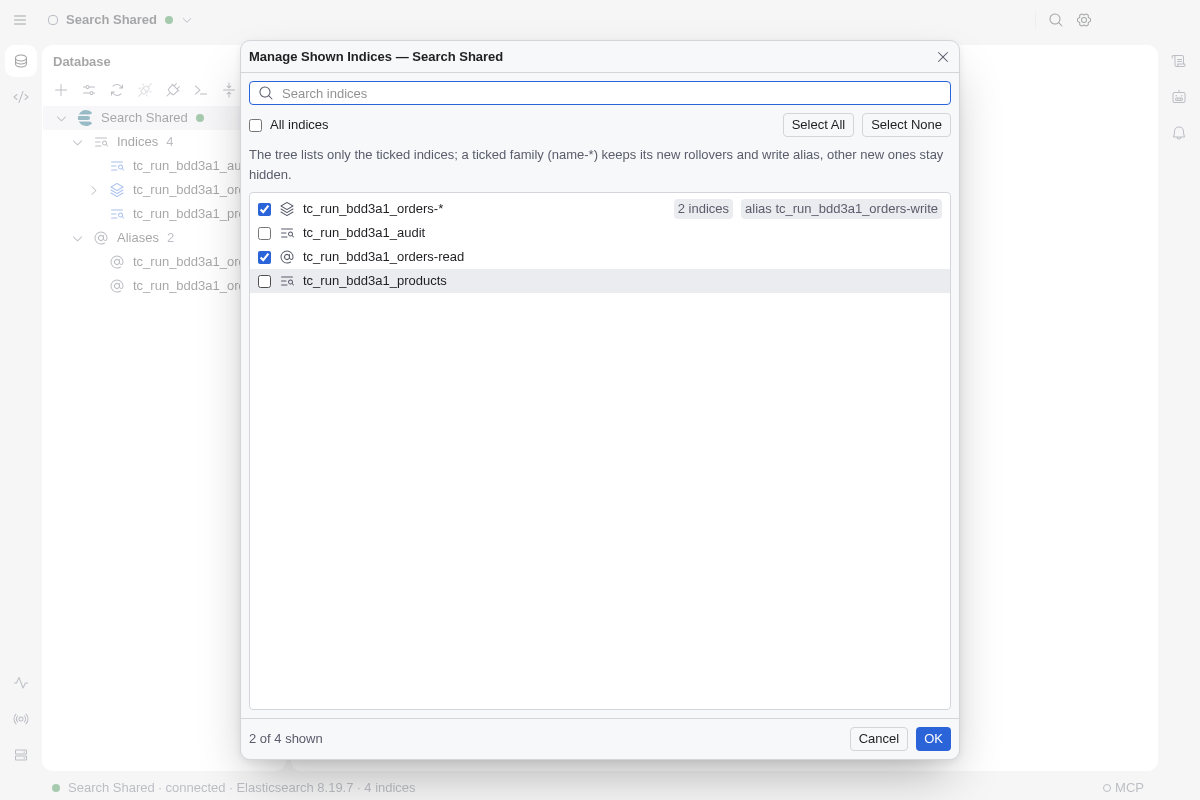 Search Shared
Manage Shown Indices — Search Shared
Database
Search indices
All indices
Select All
Select None
The tree lists only the ticked indices; a ticked family (name-*) keeps its new rollovers and write alias, other new ones stay
hidden.
Search Shared
Indices 4
tc_run_bdd3a1_au
tc_run_bdd3a1_ord
tc_run_bdd3a1_pro
Aliases 2
tc_run_bdd3a1_ord
tc_run_bdd3a1_ord
tc_run_bdd3a1_orders-* 2 indices alias tc_run_bdd3a1_orders-write
tc_run_bdd3a1_audit
tc_run_bdd3a1_orders-read
tc_run_bdd3a1_products
2 of 4 shown
Cancel
OK
Search Shared · connected · Elasticsearch 8.19.7 · 4 indices
MCP